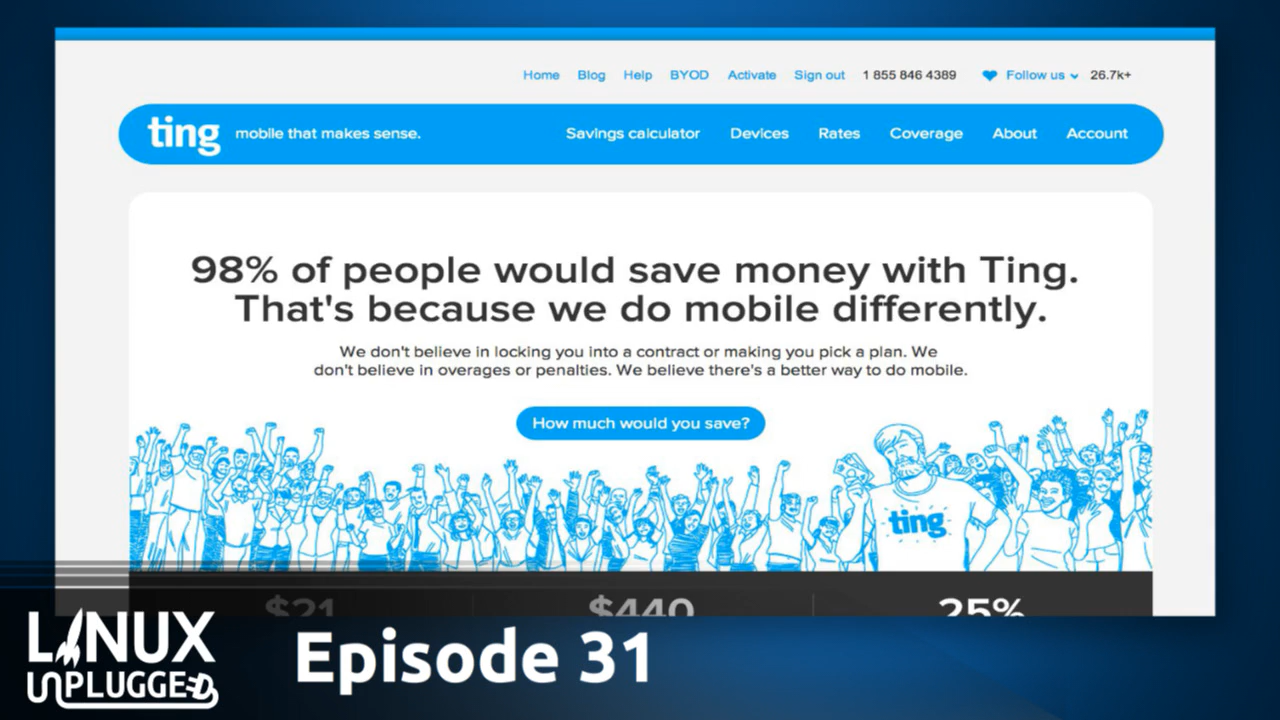 Home Blog Help BYOD Activate Sign out 1 855 846 4389 Follow us 26.7k+
ting mobile that makes sense. Savings calculator Devices Rates Coverage About Account
98% of people would save money with Ting.
That's because we do mobile differently.
We don't believe in locking you into a contract or making you pick a plan. We
don't believe in overages or penalties. We believe there's a better way to do mobile.
How much would you save?
ting
$21 $440 25%
LINUX
UNPLUGGED
Episode 31